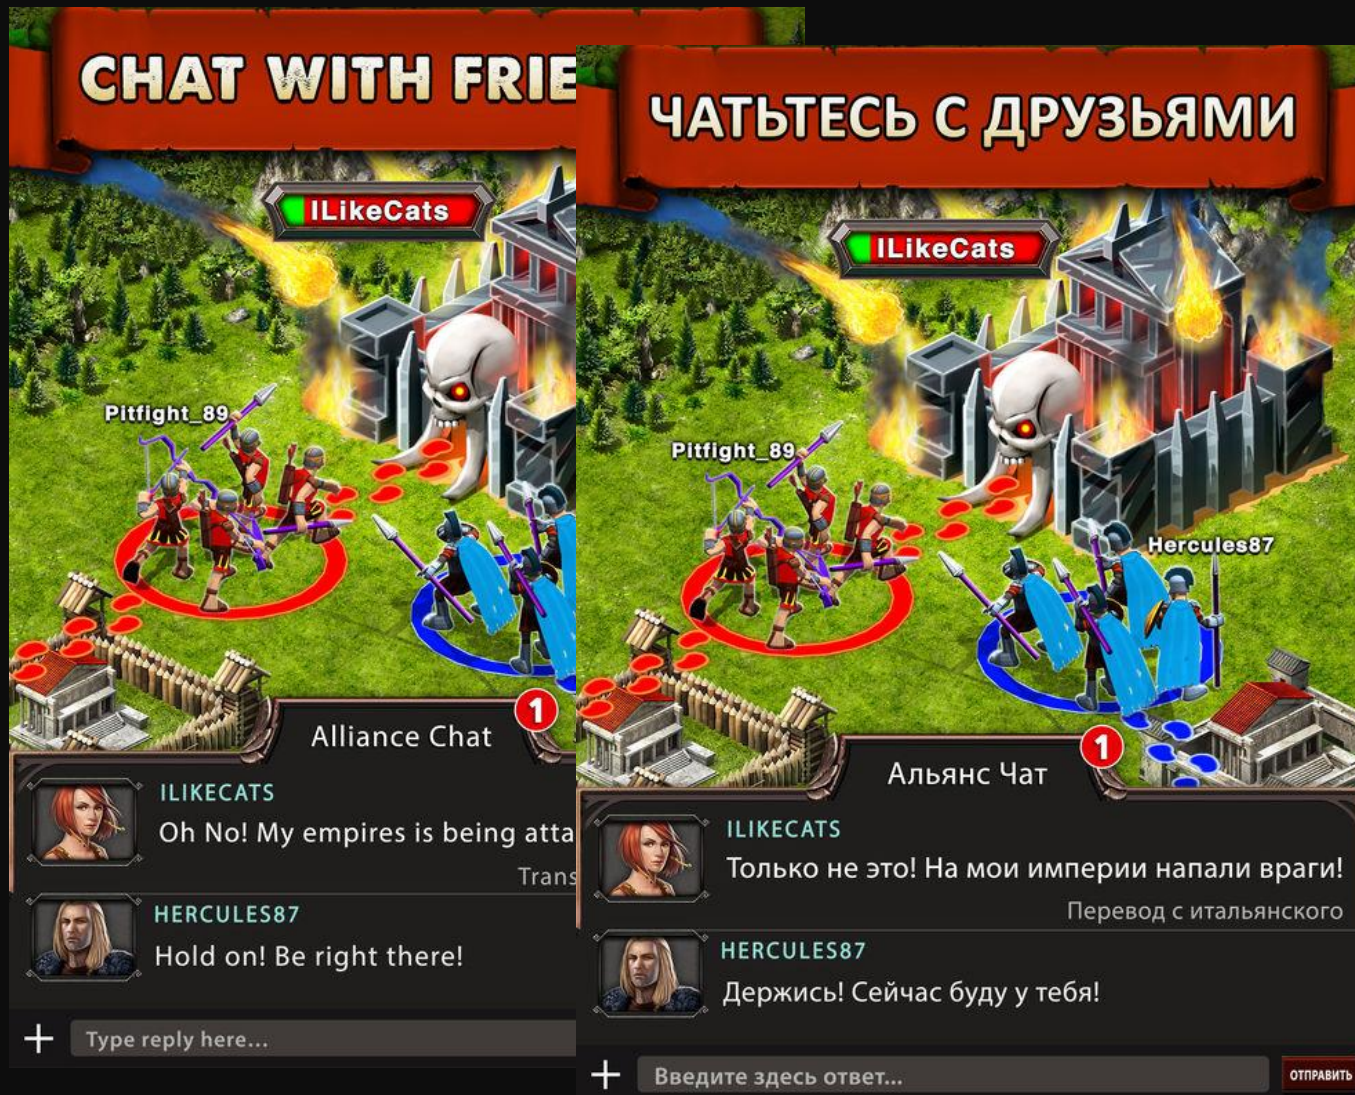 CHAT WITH FRIE
ILikeCats
Pitfight_89
1
Alliance Chat
ILIKECATS
Oh No! My empires is being atta
Trans
HERCULES87
Hold on! Be right there!
+ Type reply here...
ЧАТЬТЕСЬ С ДРУЗЬЯМИ
ILikeCats
Pitfight_89
Hercules87
1
Альянс Чат
ILIKECATS
Только не это! На мои империи напали враги!
Перевод с итальянского
HERCULES87
Держись! Сейчас буду у тебя!
+ Введите здесь ответ... ОТПРАВИТЬ